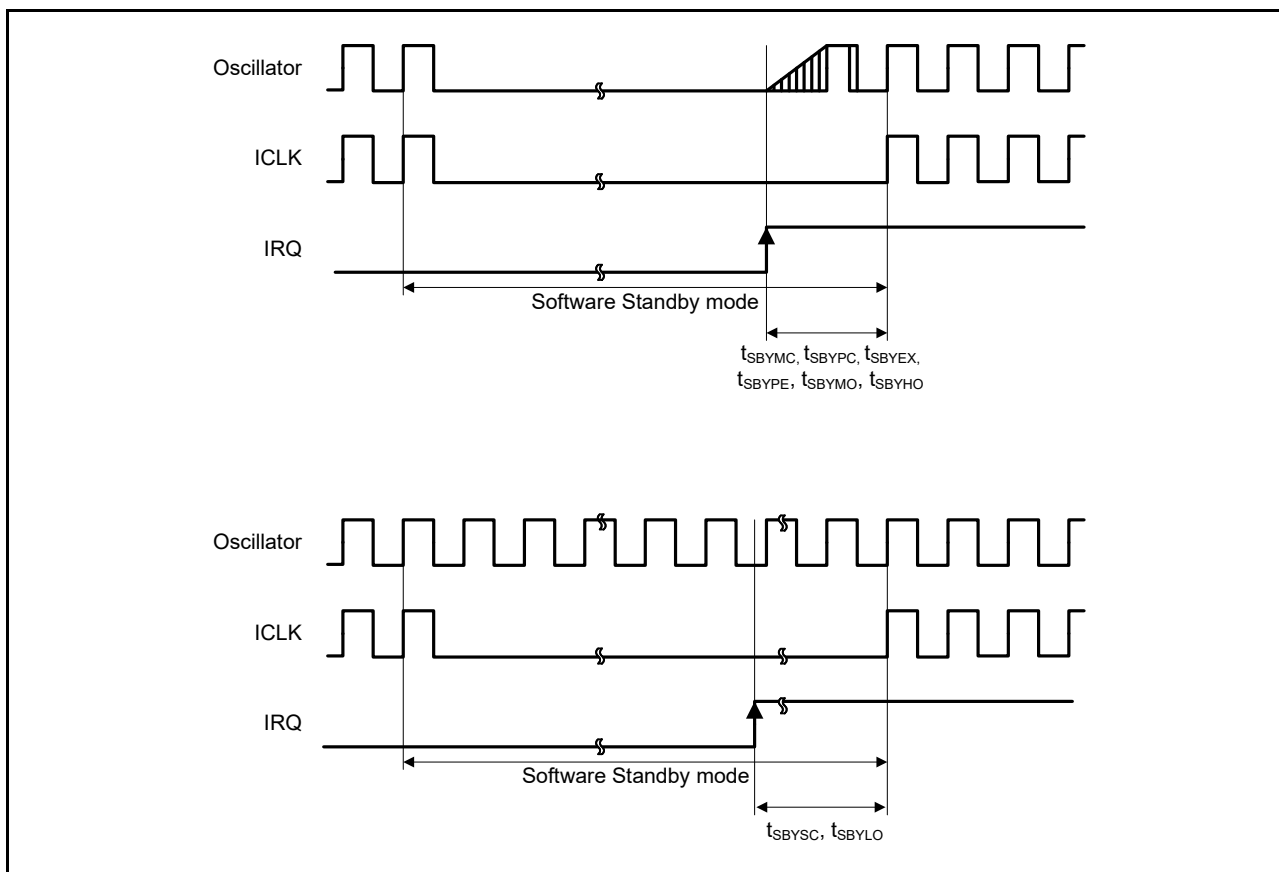 Oscillator
ICLK
IRQ
Software Standby mode
tSBYMC, tSBYPC, tSBYEX,
tSBYPE, tSBYMO, tSBYHO
Oscillator
ICLK
IRQ
Software Standby mode
tSBYSC, tSBYLO